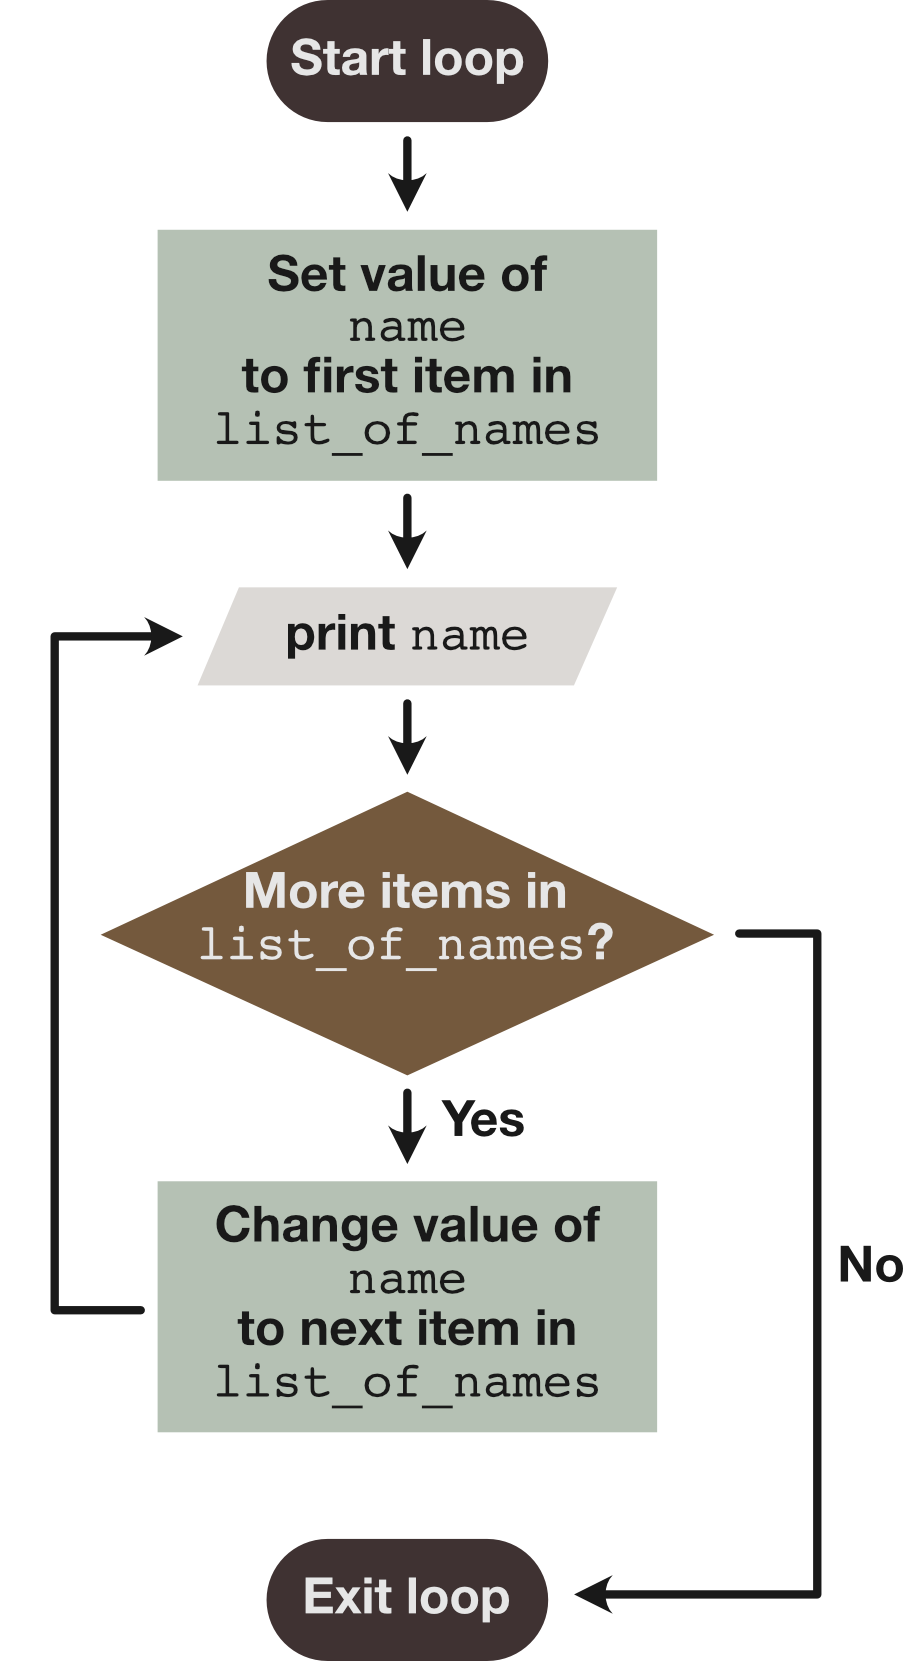 Start loop
Set value of
name
to first item in
list_of_names
print name
More items in
list_of_names?
Yes
Change value of
name
to next item in
list_of_names
No
Exit loop